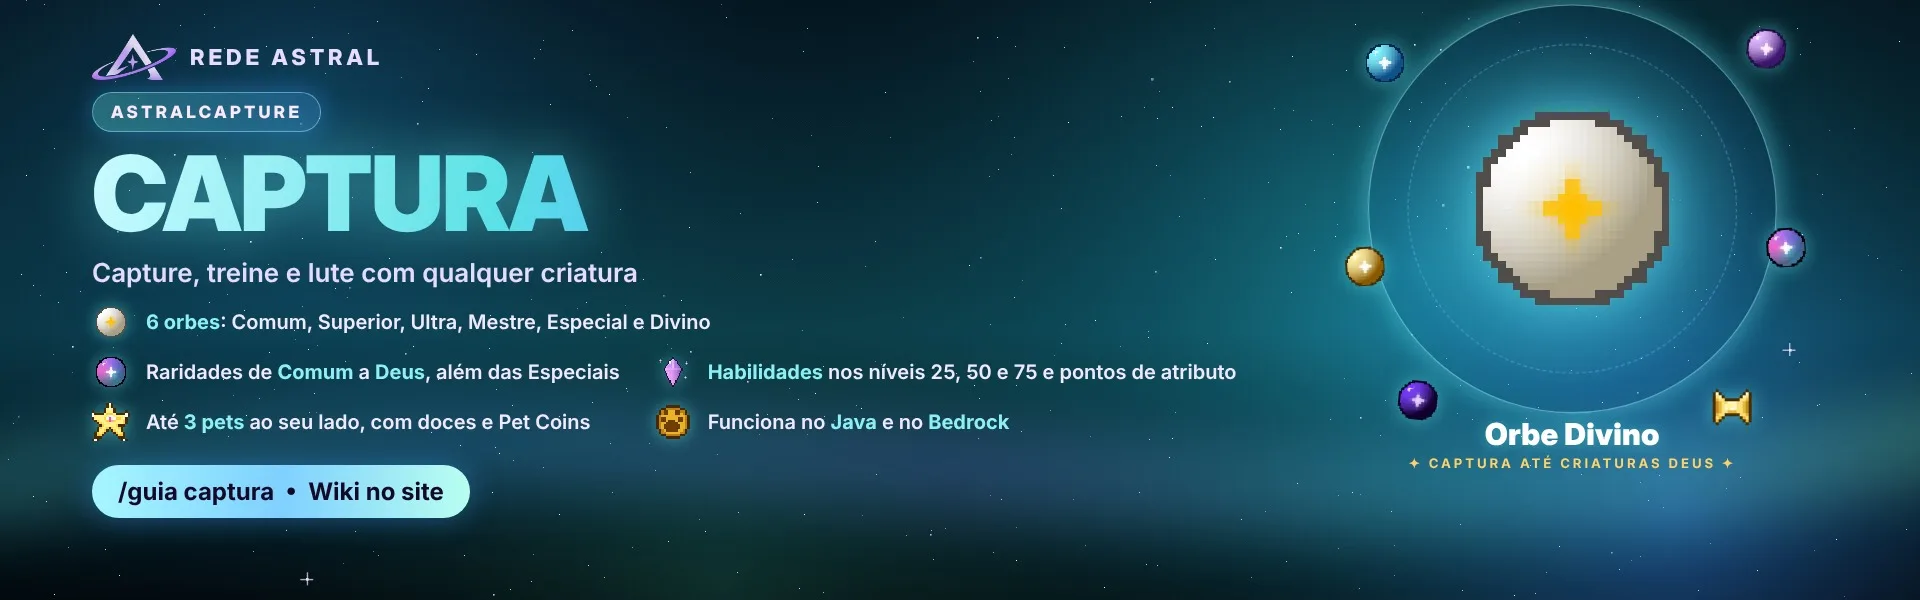 REDE ASTRAL
ASTRALCAPTURE
CAPTURA
Capture, treine e lute com qualquer criatura
6 orbes: Comum, Superior, Ultra, Mestre, Especial e Divino
Raridades de Comum a Deus, além das Especiais
Habilidades nos níveis 25, 50 e 75 e pontos de atributo
Até 3 pets ao seu lado, com doces e Pet Coins
Funciona no Java e no Bedrock
/guia captura • Wiki no site
Orbe Divino
✦ CAPTURA ATÉ CRIATURAS DEUS ✦